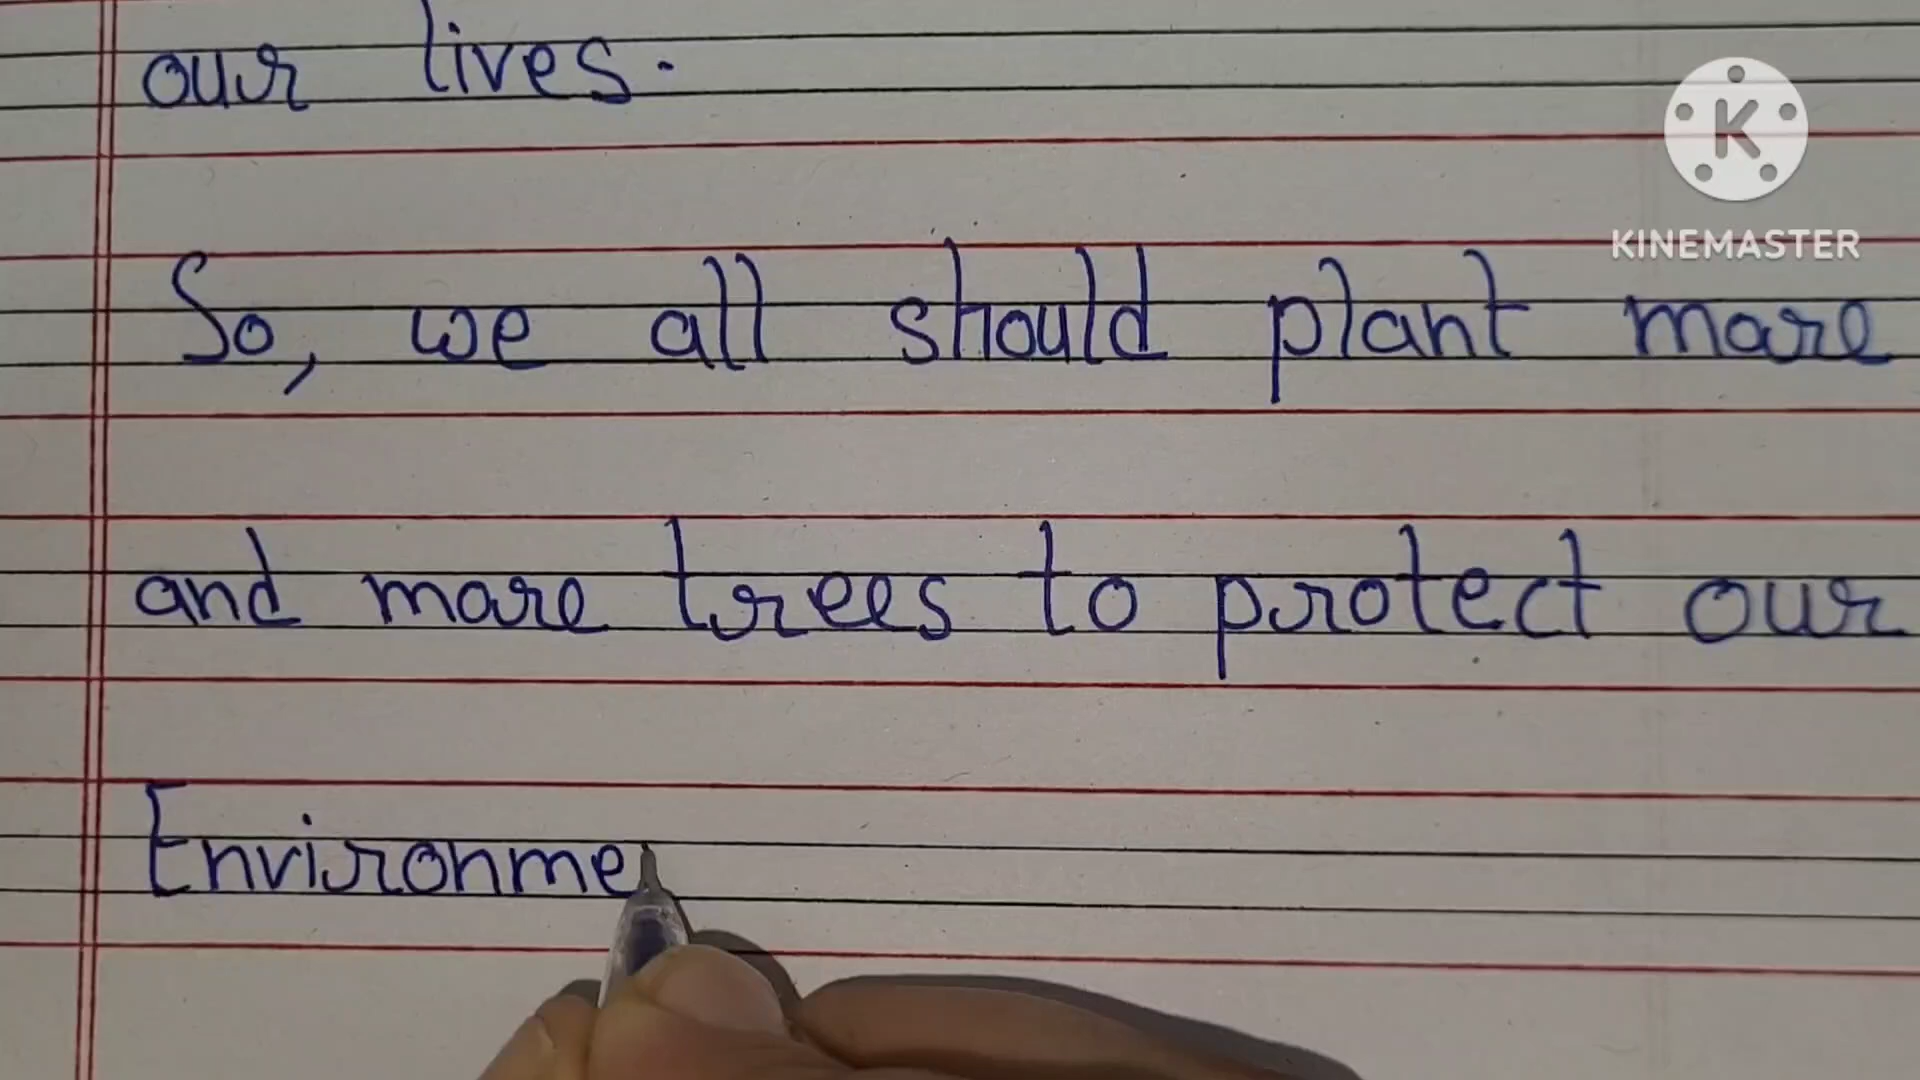 our lives.
KINEMASTER
So, we all should plant more
and more trees to protect our
Environme